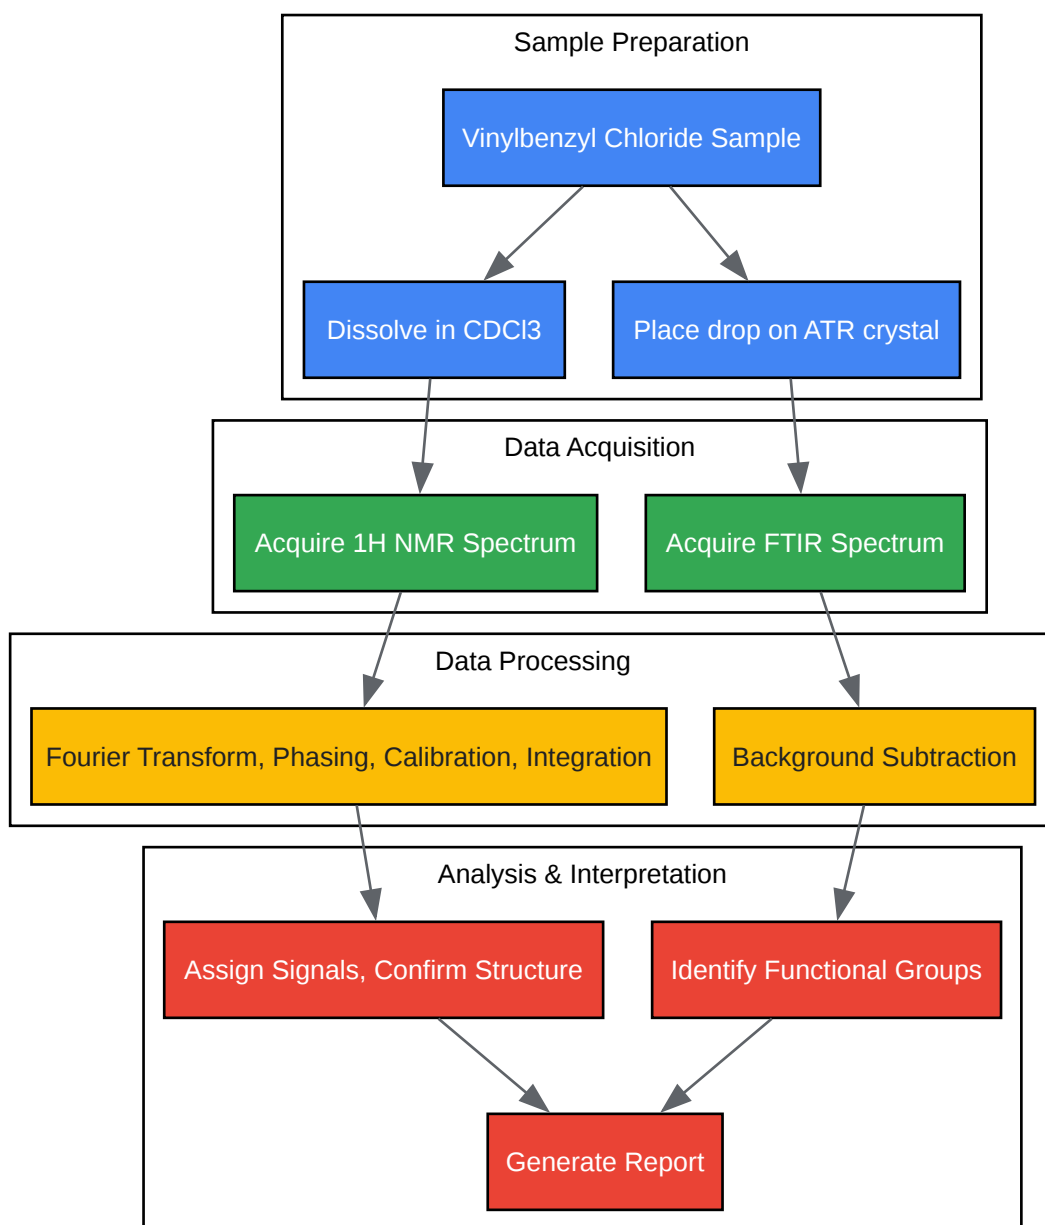 Sample Preparation
Vinylbenzyl Chloride Sample
Dissolve in CDCl3
Place drop on ATR crystal
Data Acquisition
Acquire 1H NMR Spectrum
Acquire FTIR Spectrum
Data Processing
Fourier Transform, Phasing, Calibration, Integration
Background Subtraction
Analysis & Interpretation
Assign Signals, Confirm Structure
Identify Functional Groups
Generate Report